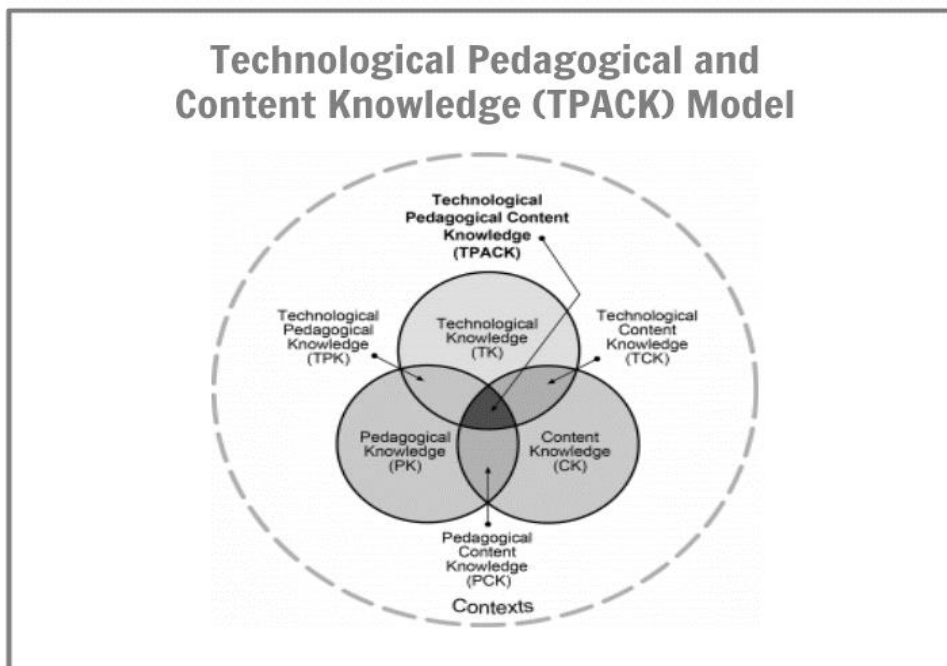 Technological Pedagogical and
Content Knowledge (TPACK) Model
Technological
Pedagogical Content
Knowledge
(TPACK)
Technological
Pedagogical
Knowledge
(TPK)
Technological
Knowledge
(TK)
Technological
Content
Knowledge
(TCK)
Pedagogical
Knowledge
(PK)
Content
Knowledge
(CK)
Pedagogical
Content
Knowledge
(PCK)
Contexts